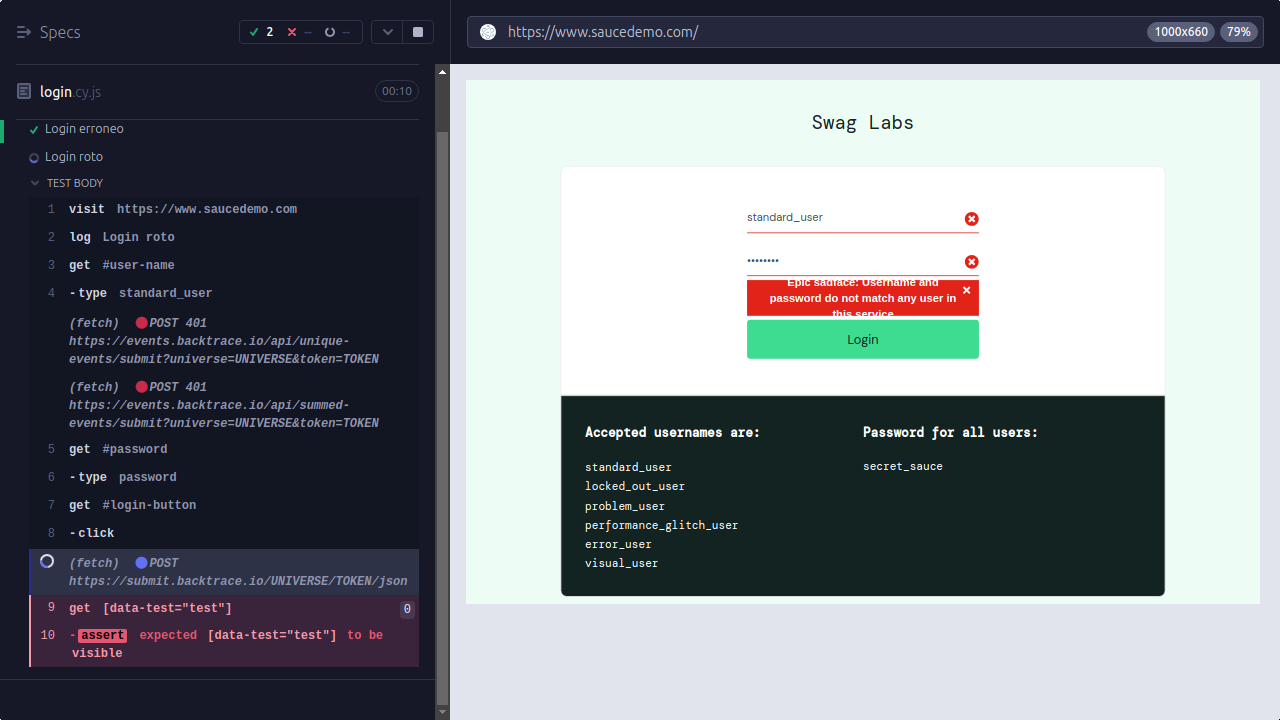 Specs
2
--
--
login.cy.js
00:10
Login erroneo
Login roto
TEST BODY
1 visit https://www.saucedemo.com
2 log Login roto
3 get #user-name
4 -type standard_user
(fetch) POST 401
https://events.backtrace.io/api/unique-
events/submit?universe=UNIVERSE&token=TOKEN
(fetch) POST 401
https://events.backtrace.io/api/summed-
events/submit?universe=UNIVERSE&token=TOKEN
5 get #password
6 -type password
7 get #login-button
8 -click
(fetch) POST
https://submit.backtrace.io/UNIVERSE/TOKEN/json
9 get [data-test="test"] 0
10 -assert expected [data-test="test"] to be
visible
https://www.saucedemo.com/
1000x660
79%
Swag Labs
standard_user
••••••••
Epic sadface: Username and
password do not match any user in
this service
Login
Accepted usernames are:
standard_user
locked_out_user
problem_user
performance_glitch_user
error_user
visual_user
Password for all users:
secret_sauce